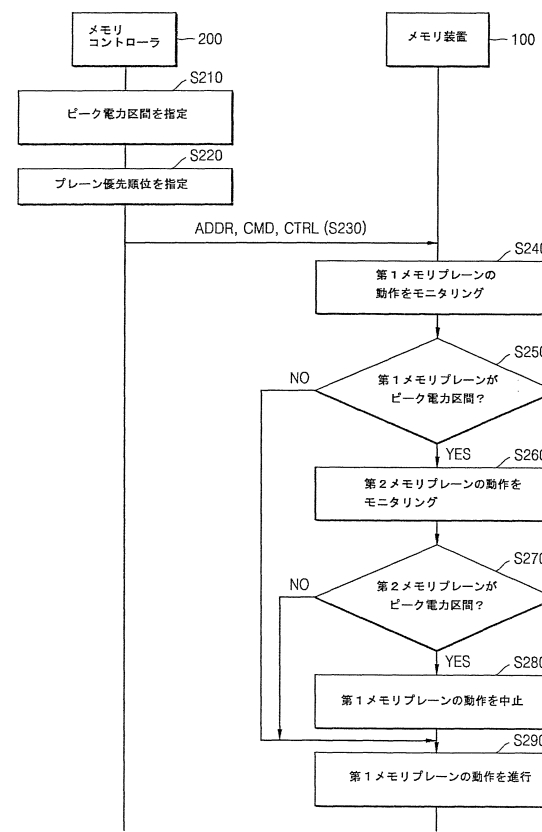 メモリ
コントローラ
200
メモリ装置
100
S210
ピーク電力区間を指定
S220
プレーン優先順位を指定
ADDR, CMD, CTRL (S230)
S240
第1メモリプレーンの
動作をモニタリング
S250
NO
第1メモリプレーンが
ピーク電力区間?
YES
S260
第2メモリプレーンの動作を
モニタリング
S270
NO
第2メモリプレーンが
ピーク電力区間?
YES
S280
第1メモリプレーンの動作を中止
S290
第1メモリプレーンの動作を進行